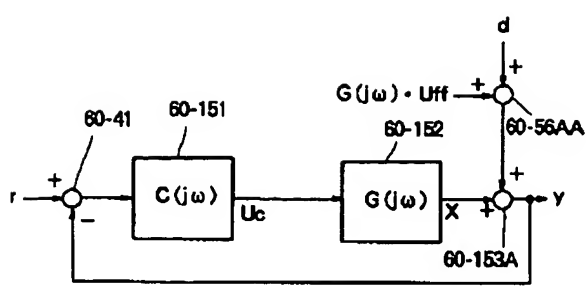 d
+
G(jω)・Uff
+
60-56AA
60-41
60-151
60-152
+
r
+
−
C(jω)
Uc
G(jω)
X
+
y
60-153A